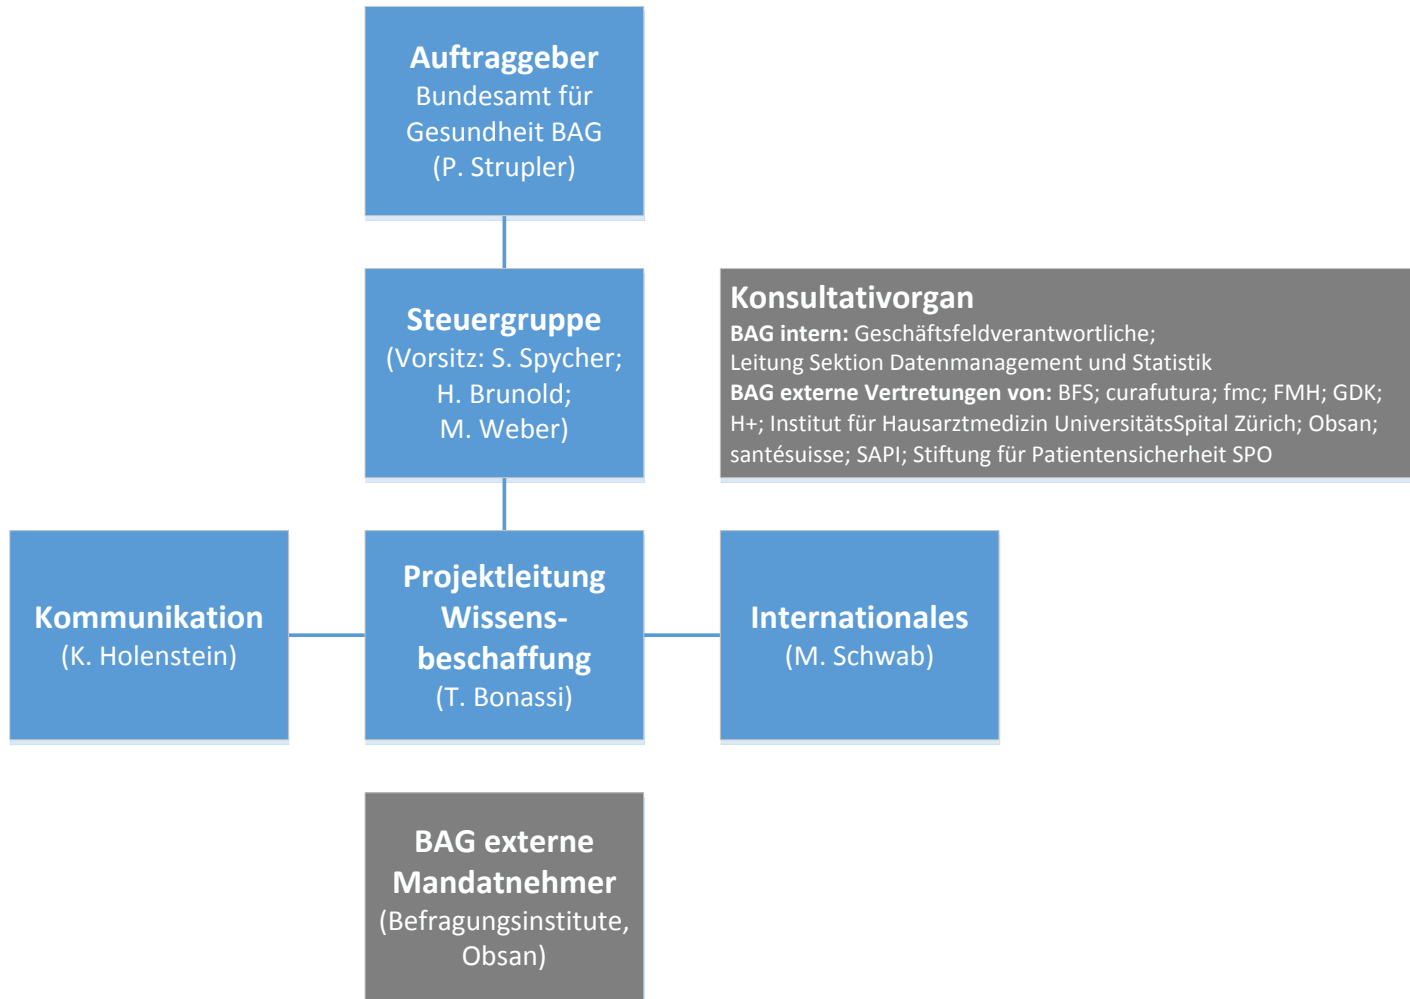 Auftraggeber
Bundesamt für
Gesundheit BAG
(P. Strupler)
Steuergruppe
(Vorsitz: S. Spycher;
H. Brunold;
M. Weber)
Konsultativorgan
BAG intern: Geschäftsfeldverantwortliche;
Leitung Sektion Datenmanagement und Statistik
BAG externe Vertretungen von: BFS; curafutura; fmc; FMH; GDK;
H+; Institut für Hausarztmedizin UniversitätsSpital Zürich; Obsan;
santésuisse; SAPI; Stiftung für Patientensicherheit SPO
Kommunikation
(K. Holenstein)
Projektleitung
Wissens-
beschaffung
(T. Bonassi)
Internationales
(M. Schwab)
BAG externe
Mandatnehmer
(Befragungsinstitute,
Obsan)